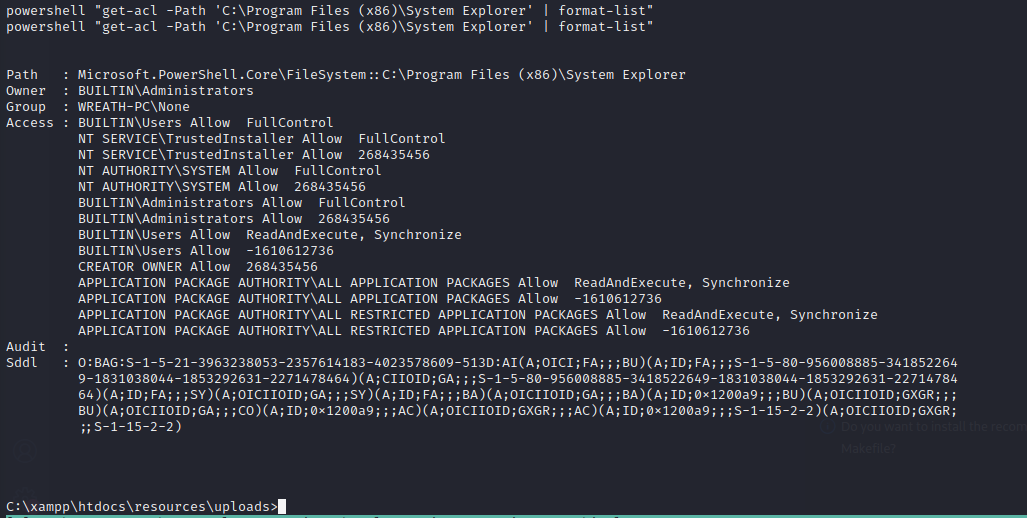 powershell "get-acl -Path 'C:\Program Files (x86)\System Explorer' | format-list"
powershell "get-acl -Path 'C:\Program Files (x86)\System Explorer' | format-list"
Path   : Microsoft.PowerShell.Core\FileSystem::C:\Program Files (x86)\System Explorer
Owner  : BUILTIN\Administrators
Group  : WREATH-PC\None
Access : BUILTIN\Users Allow  FullControl
         NT SERVICE\TrustedInstaller Allow  FullControl
         NT SERVICE\TrustedInstaller Allow  268435456
         NT AUTHORITY\SYSTEM Allow  FullControl
         NT AUTHORITY\SYSTEM Allow  268435456
         BUILTIN\Administrators Allow  FullControl
         BUILTIN\Administrators Allow  268435456
         BUILTIN\Users Allow  ReadAndExecute, Synchronize
         BUILTIN\Users Allow  -1610612736
         CREATOR OWNER Allow  268435456
         APPLICATION PACKAGE AUTHORITY\ALL APPLICATION PACKAGES Allow  ReadAndExecute, Synchronize
         APPLICATION PACKAGE AUTHORITY\ALL APPLICATION PACKAGES Allow  -1610612736
         APPLICATION PACKAGE AUTHORITY\ALL RESTRICTED APPLICATION PACKAGES Allow  ReadAndExecute, Synchronize
         APPLICATION PACKAGE AUTHORITY\ALL RESTRICTED APPLICATION PACKAGES Allow  -1610612736
Audit  :
Sddl   : O:BAG:S-1-5-21-3963238053-2357614183-4023578609-513D:AI(A;OICI;FA;;;BU)(A;ID;FA;;;S-1-5-80-956008885-341852264
         9-1831038044-1853292631-2271478464)(A;CIIOID;GA;;;S-1-5-80-956008885-3418522649-1831038044-1853292631-22714784
         64)(A;ID;FA;;;SY)(A;OICIIOID;GA;;;SY)(A;ID;FA;;;BA)(A;OICIIOID;GA;;;BA)(A;ID;0×1200a9;;;BU)(A;OICIIOID;GXGR;;;
         BU)(A;OICIIOID;GA;;;CO)(A;ID;0×1200a9;;;AC)(A;OICIIOID;GXGR;;;AC)(A;ID;0×1200a9;;;S-1-15-2-2)(A;OICIIOID;GXGR;
         ;;S-1-15-2-2)
Do you want to install the recom
Makefile?
C:\xampp\htdocs\resources\uploads>